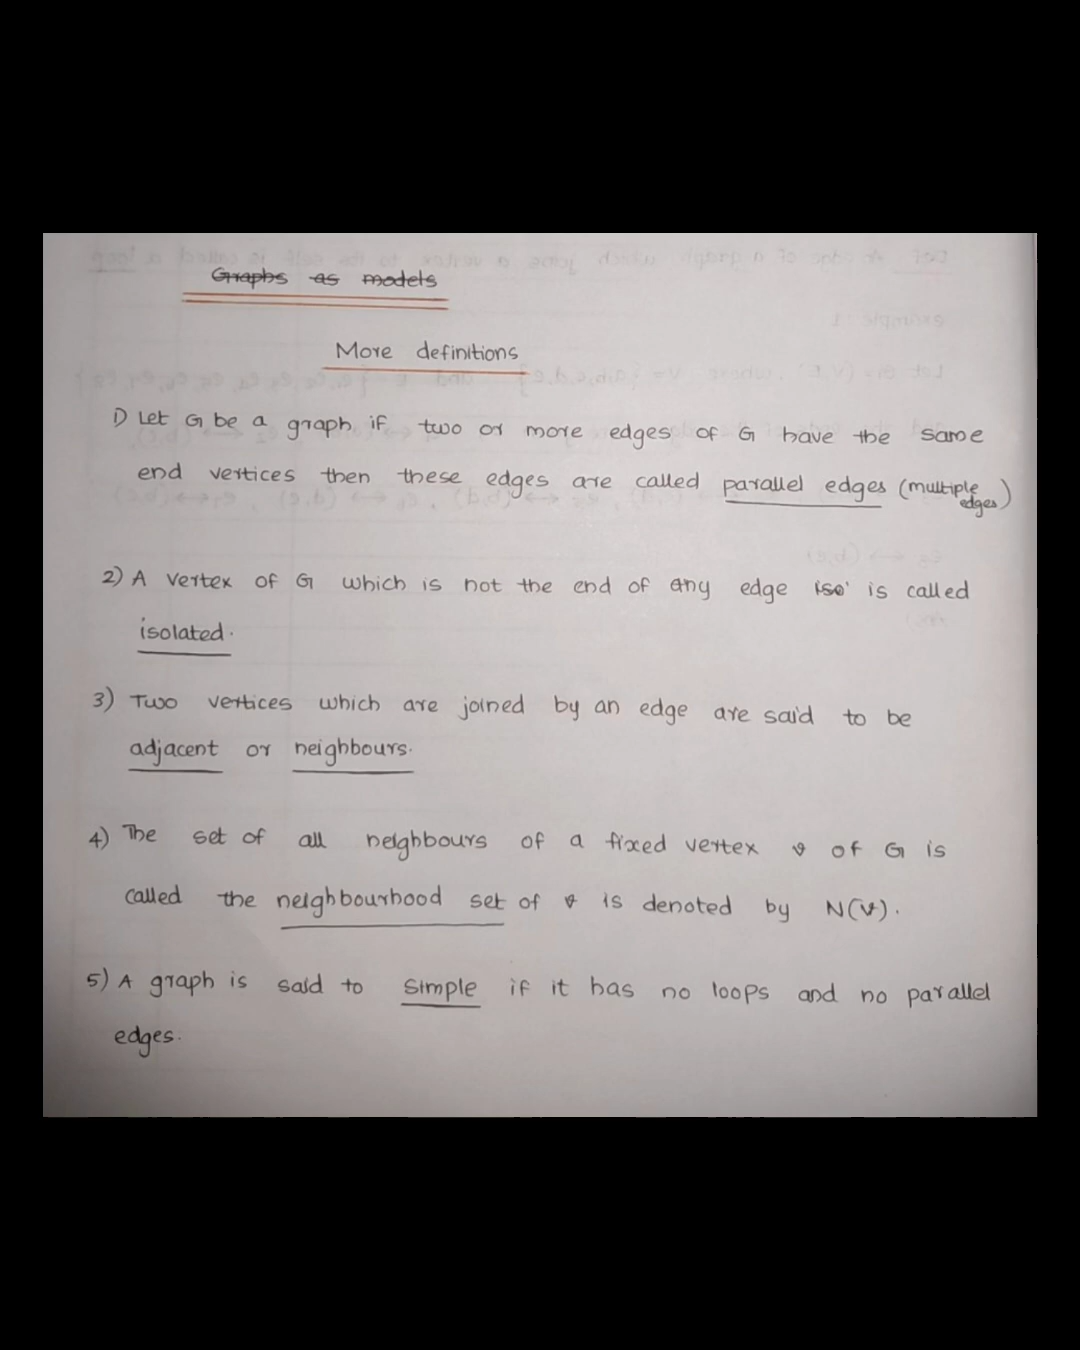 Graphs as models
More definitions
1) Let G be a graph if two or more edges of G have the same
end vertices then these edges are called parallel edges (multiple
edges)
2) A vertex of G which is not the end of any edge iso is called
isolated.
3) Two vertices which are joined by an edge are said to be
adjacent or neighbours.
4) The set of all neighbours of a fixed vertex v of G is
called the neighbourhood set of v is denoted by N(v).
5) A graph is said to simple if it has no loops and no parallel
edges.